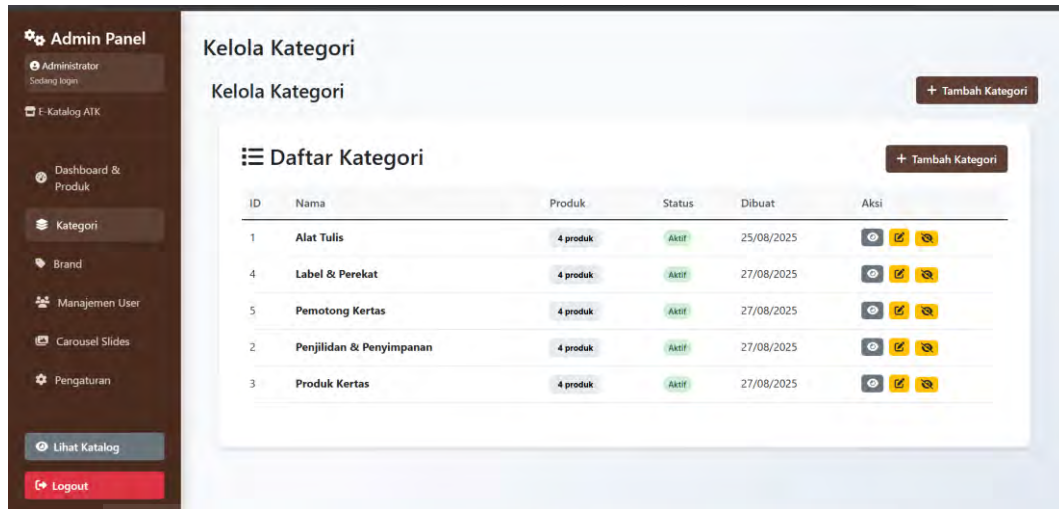 Admin Panel
Administrator
Sedang login
E-Katalog ATK
Dashboard &
Produk
Kategori
Brand
Manajemen User
Carousel Slides
Pengaturan
Lihat Katalog
Logout
Kelola Kategori
Kelola Kategori
+ Tambah Kategori
Daftar Kategori
+ Tambah Kategori
ID Nama Produk Status Dibuat Aksi
1 Alat Tulis 4 produk Aktif 25/08/2025
4 Label & Perekat 4 produk Aktif 27/08/2025
5 Pemotong Kertas 4 produk Aktif 27/08/2025
2 Penjilidan & Penyimpanan 4 produk Aktif 27/08/2025
3 Produk Kertas 4 produk Aktif 27/08/2025